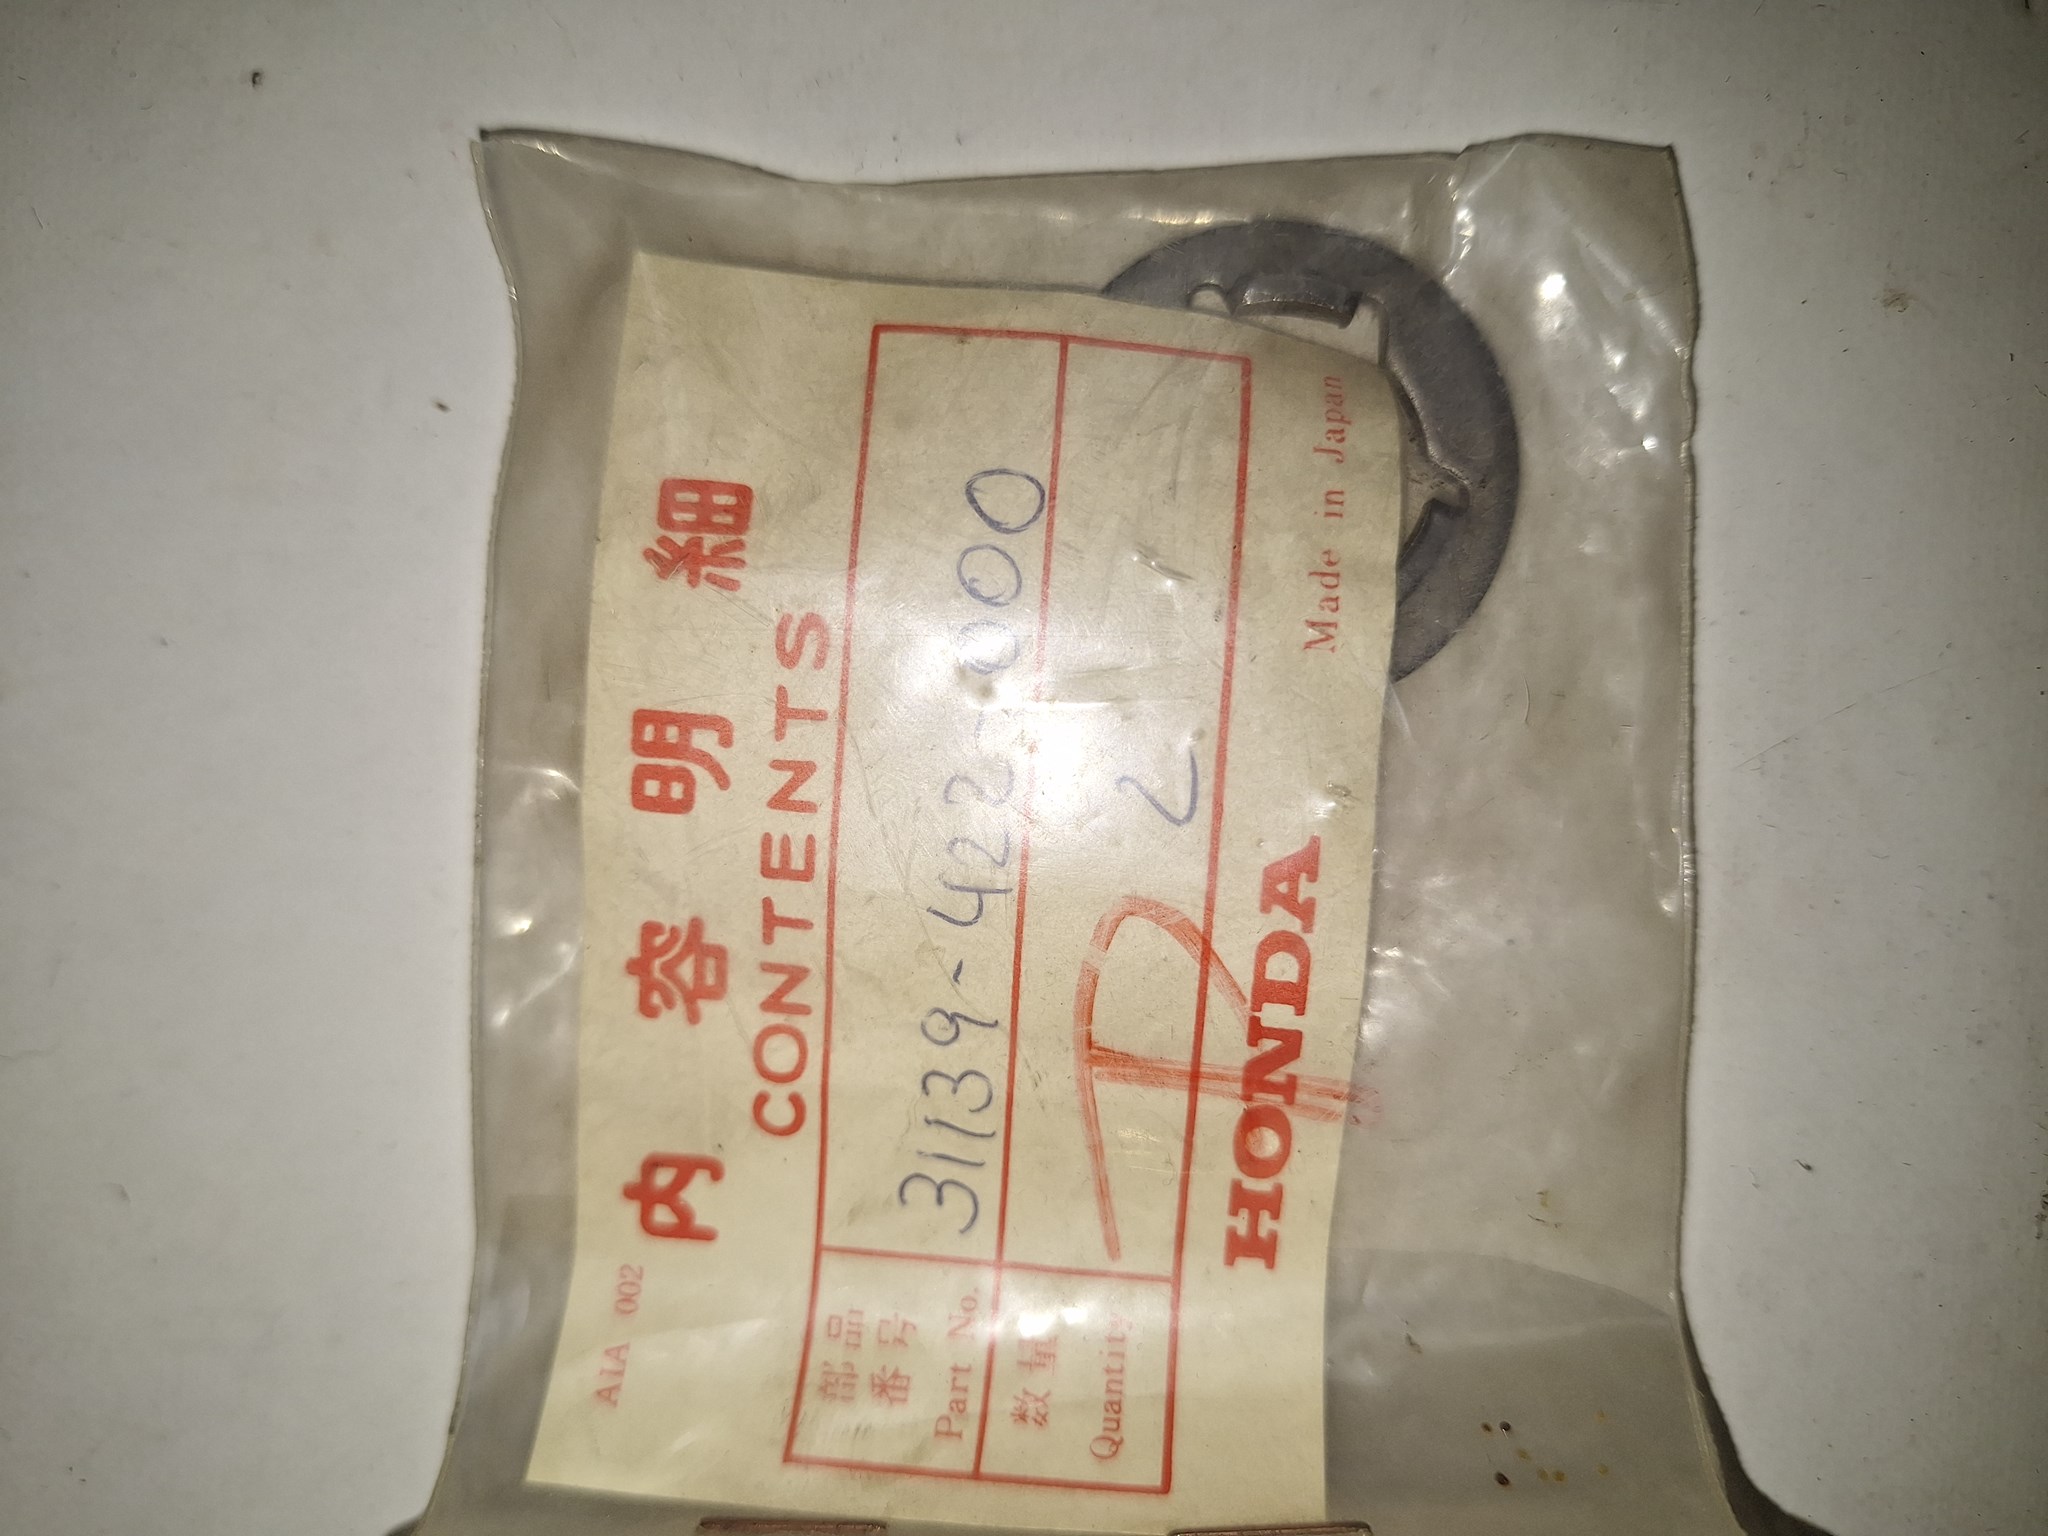 AIA 002
内容明細
CONTENTS
部品番号
Part No.
31139-422-000
数量
Quantity
2
HONDA
Made in Japan